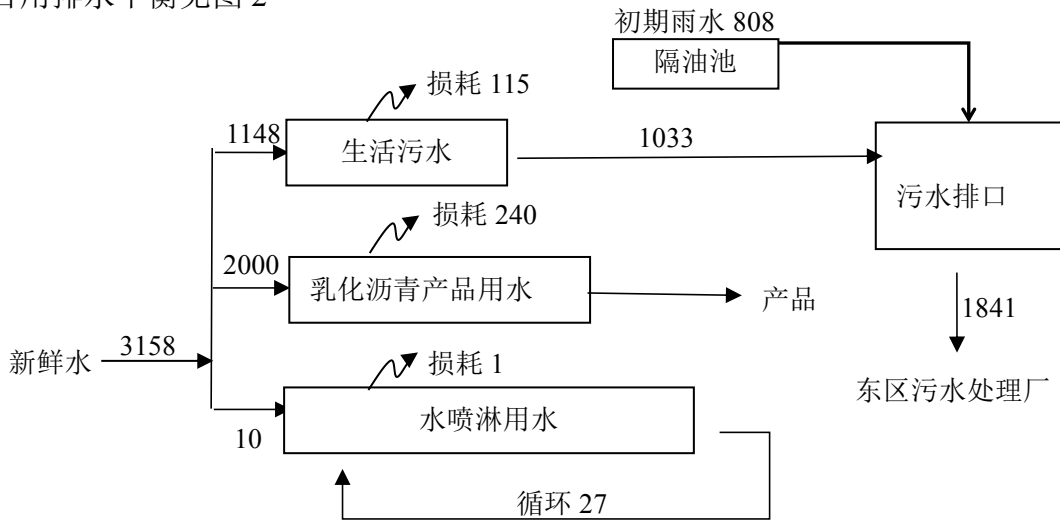 初期雨水 808
隔油池
损耗 115
1148
生活污水
1033
污水排口
损耗 240
2000
乳化沥青产品用水
产品
1841
新鲜水
3158
损耗 1
东区污水处理厂
水喷淋用水
10
循环 27